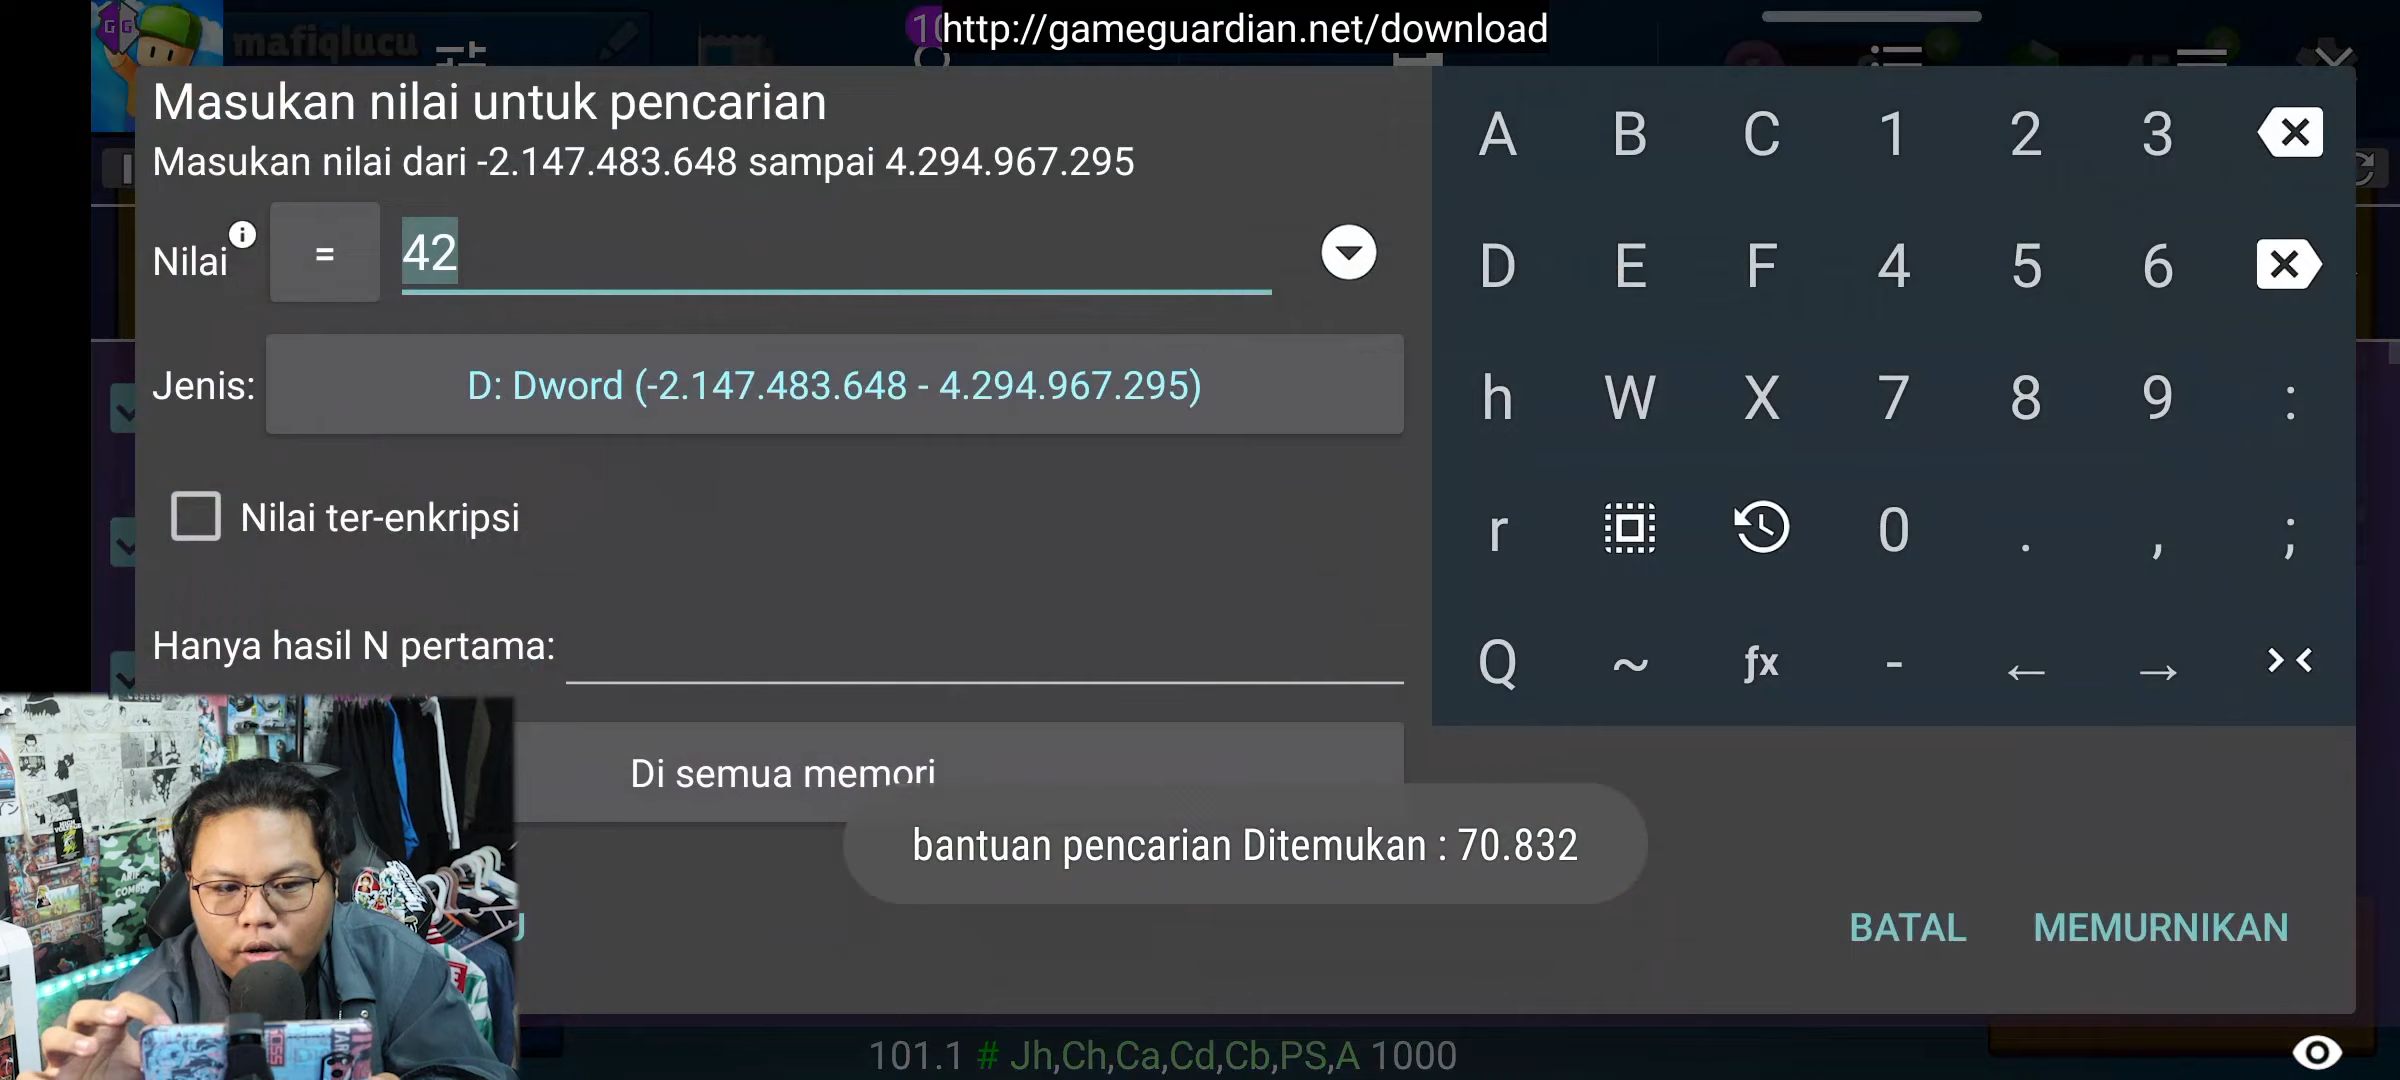 http://gameguardian.net/download
mafiqlucu
Masukan nilai untuk pencarian
Masukan nilai dari -2.147.483.648 sampai 4.294.967.295
Nilai
=
42
Jenis:
D: Dword (-2.147.483.648 - 4.294.967.295)
Nilai ter-enkripsi
Hanya hasil N pertama:
Di semua memori
bantuan pencarian Ditemukan : 70.832
BATAL
MEMURNIKAN
A B C 1 2 3
D E F 4 5 6
h W X 7 8 9 :
r 0 . , ;
Q ~ ƒx - ← → ><
101.1 # Jh,Ch,Ca,Cd,Cb,PS,A 1000